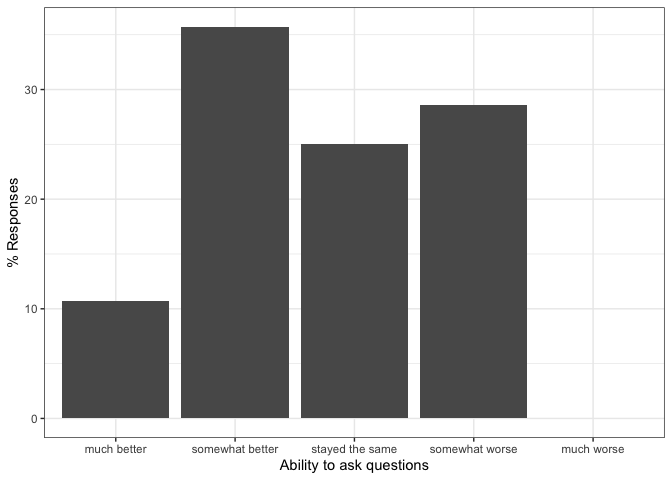 % Responses
30
20
10
0
much better somewhat better stayed the same somewhat worse much worse
Ability to ask questions